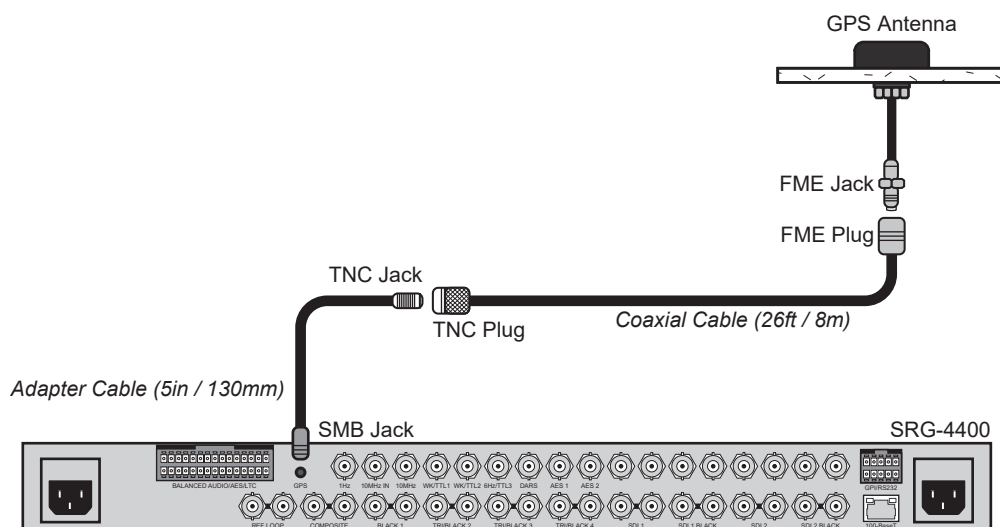 GPS Antenna
FME Jack
FME Plug
TNC Jack
TNC Plug
Coaxial Cable (26ft / 8m)
Adapter Cable (5in / 130mm)
SMB Jack
SRG-4400
BALANCED AUDIO/AES/LTC
GPS
1Hz
10MHz IN
10MHz
WK/TTL1
WK/TTL2
6Hz/TTL3
DARS
AES 1
AES 2
GPI/RS232
REF LOOP
COMPOSITE
BLACK 1
TRI/BLACK 2
TRI/BLACK 3
TRI/BLACK 4
SDI 1
SDI 1 BLACK
SDI 2
SDI 2 BLACK
100-BaseT